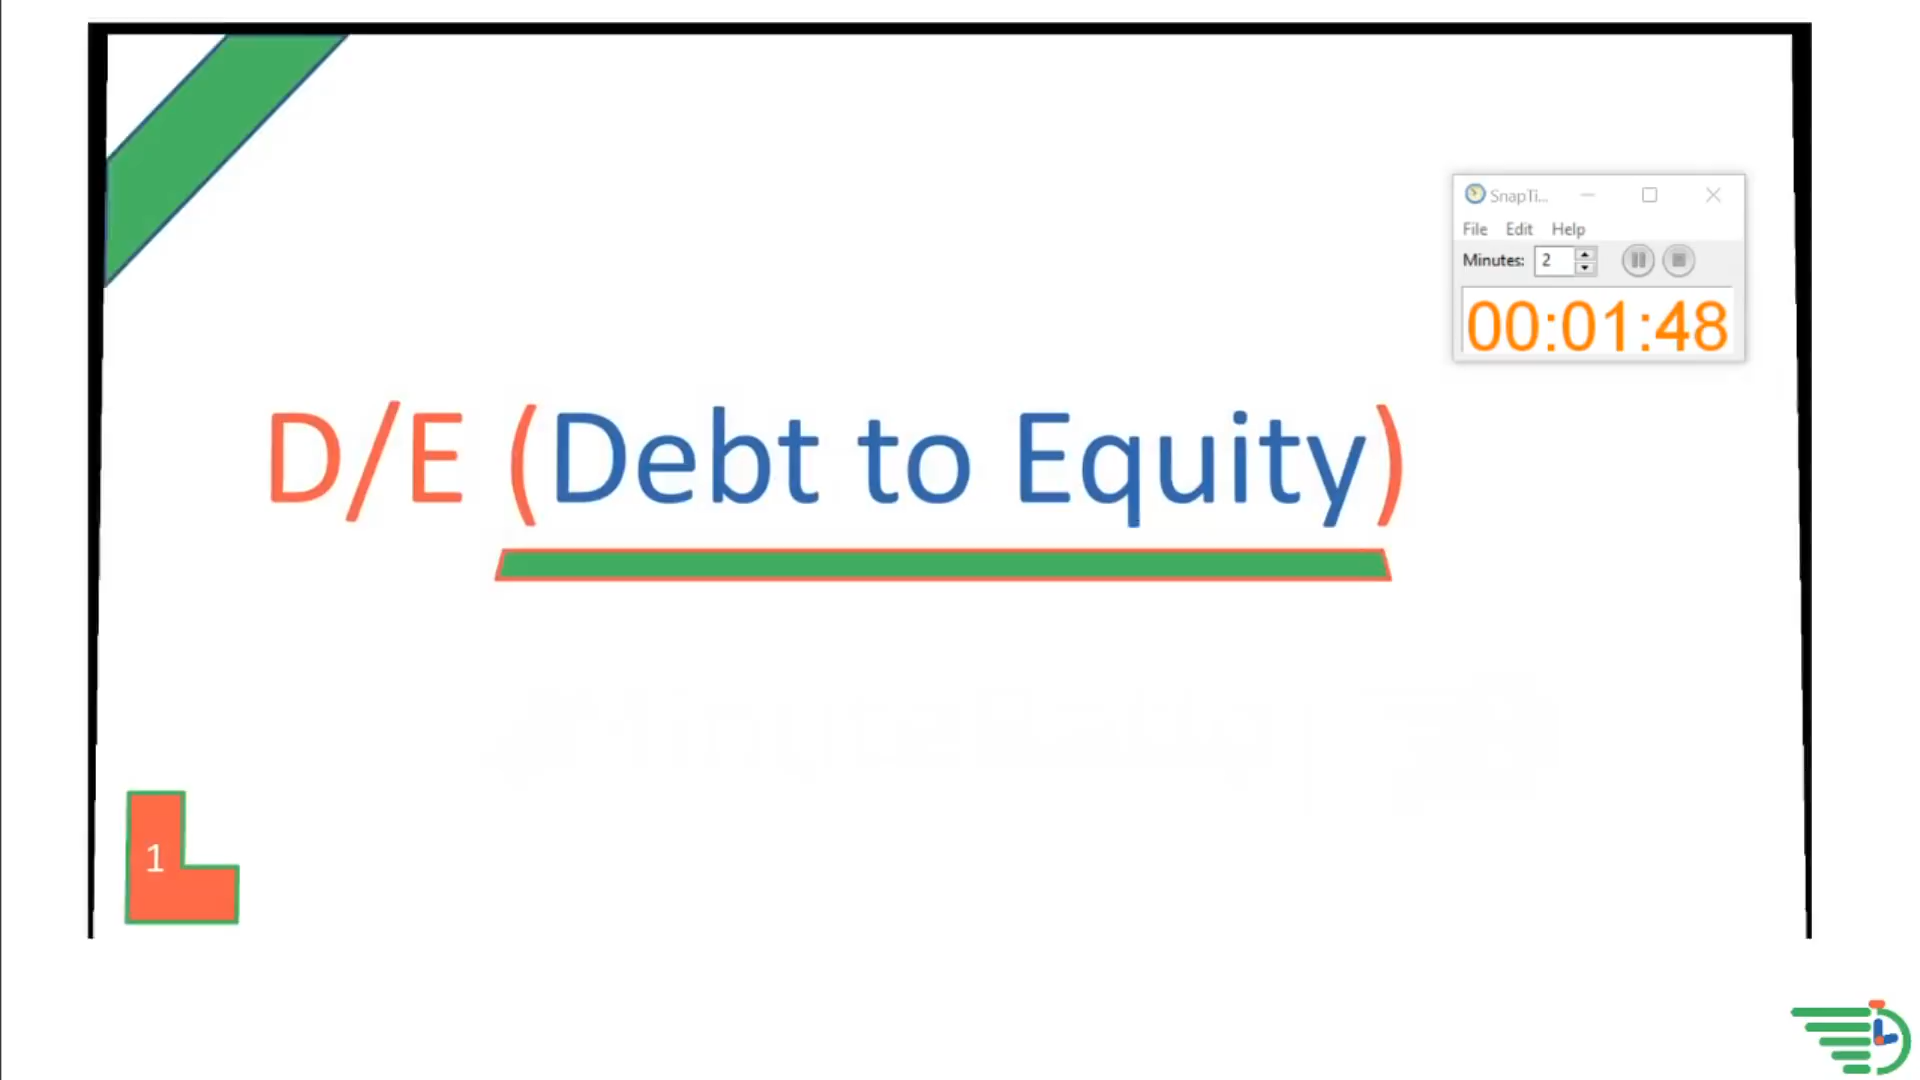 SnapTi...
File Edit Help
Minutes: 2
00:01:48
D/E (Debt to Equity)
1